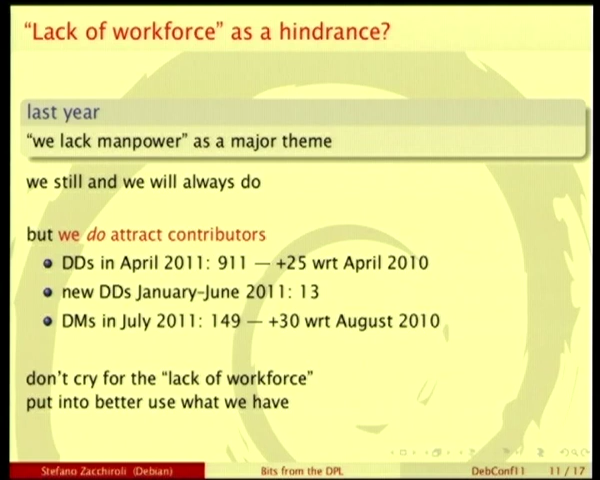 “Lack of workforce” as a hindrance?
last year
“we lack manpower” as a major theme
we still and we will always do
but we do attract contributors
DDs in April 2011: 911 — +25 wrt April 2010
new DDs January–June 2011: 13
DMs in July 2011: 149 — +30 wrt August 2010
don’t cry for the “lack of workforce”
put into better use what we have
Stefano Zacchiroli (Debian) Bits from the DPL DebConf11 11 / 17